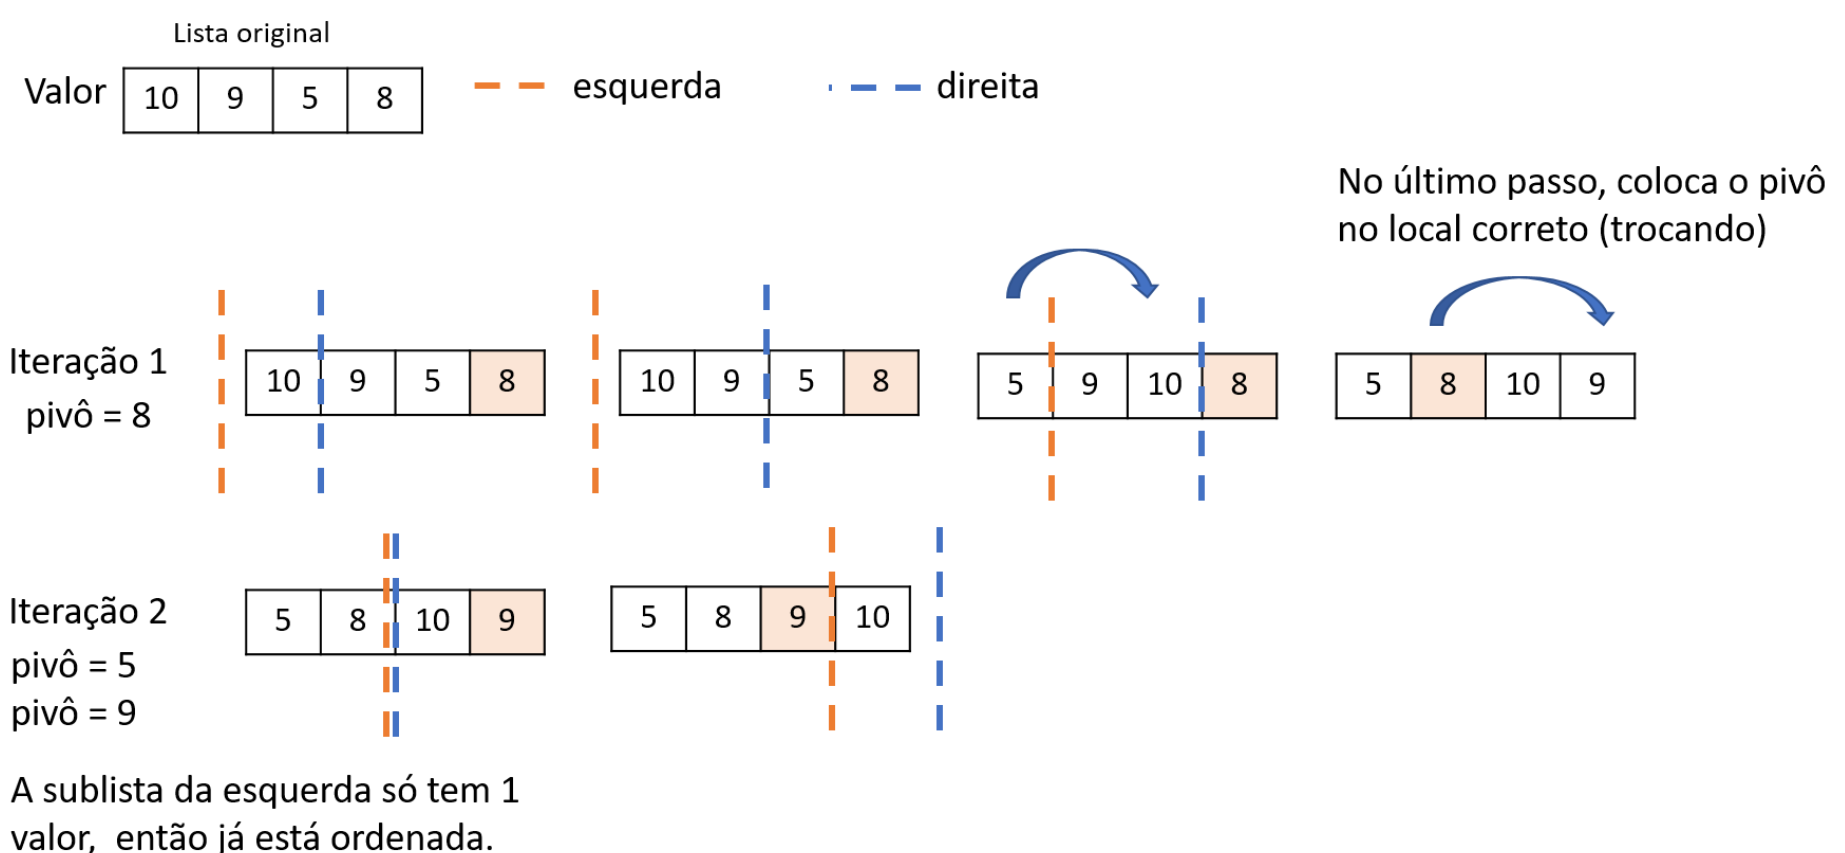 Lista original
Valor 10 9 5 8 esquerda direita
No último passo, coloca o pivô
no local correto (trocando)
Iteração 1
pivô = 8
10 9 5 8
10 9 5 8
5 9 10 8
5 8 10 9
Iteração 2
pivô = 5
pivô = 9
5 8 10 9
5 8 9 10
A sublista da esquerda só tem 1
valor, então já está ordenada.